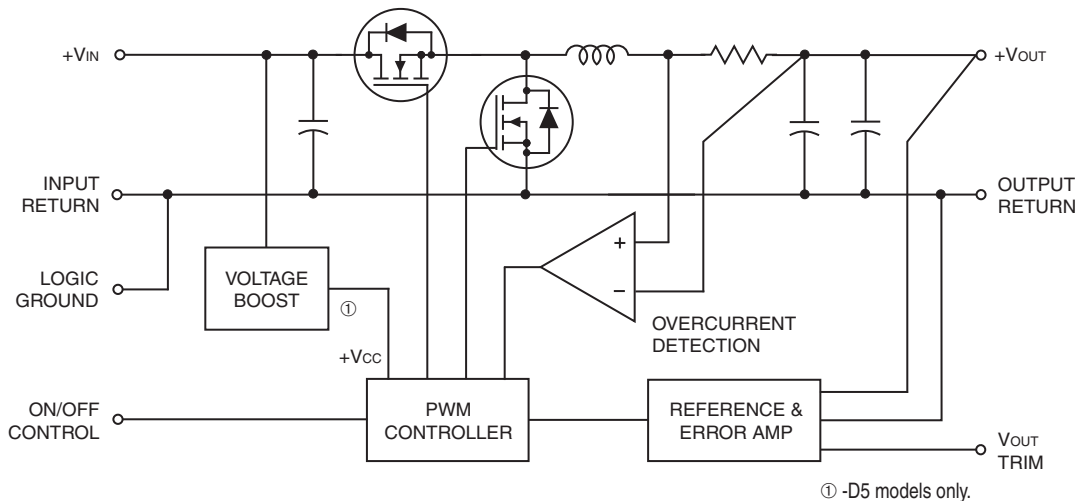 +VIN
+VOUT
INPUT
RETURN
OUTPUT
RETURN
LOGIC
GROUND
VOLTAGE
BOOST
①
+
−
OVERCURRENT
DETECTION
+VCC
ON/OFF
CONTROL
PWM
CONTROLLER
REFERENCE &
ERROR AMP
VOUT
TRIM
① -D5 models only.